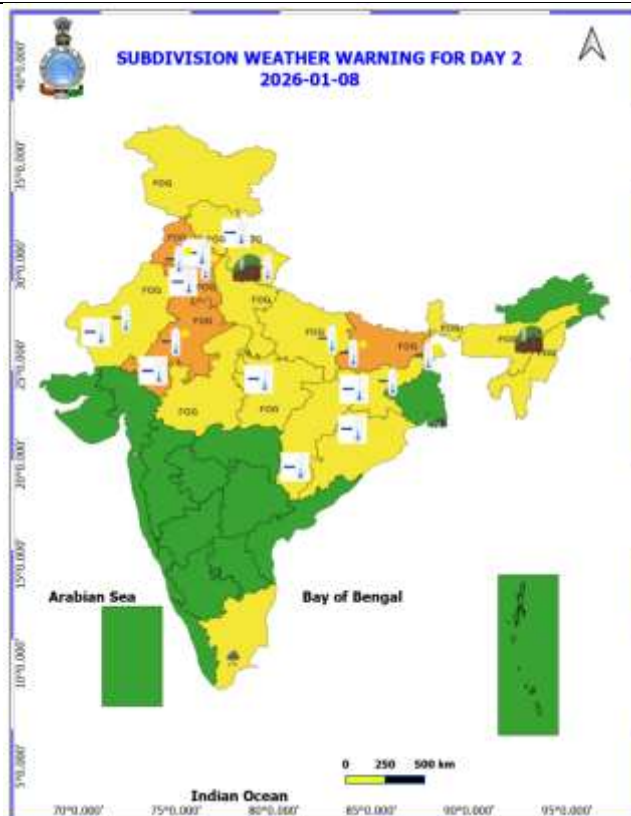 SUBDIVISION WEATHER WARNING FOR DAY 2
2026-01-08
40°0.000'
35°0.000'
30°0.000'
25°0.000'
20°0.000'
15°0.000'
10°0.000'
5°0.000'
FOG
FOG
FOG
FOG
FOG
FOG
FOG
FOG
FOG
FOG
FOG
FOG
FOG
FOG
Arabian Sea
Bay of Bengal
0 250 500 km
Indian Ocean
70°0.000' 75°0.000' 80°0.000' 85°0.000' 90°0.000' 95°0.000'